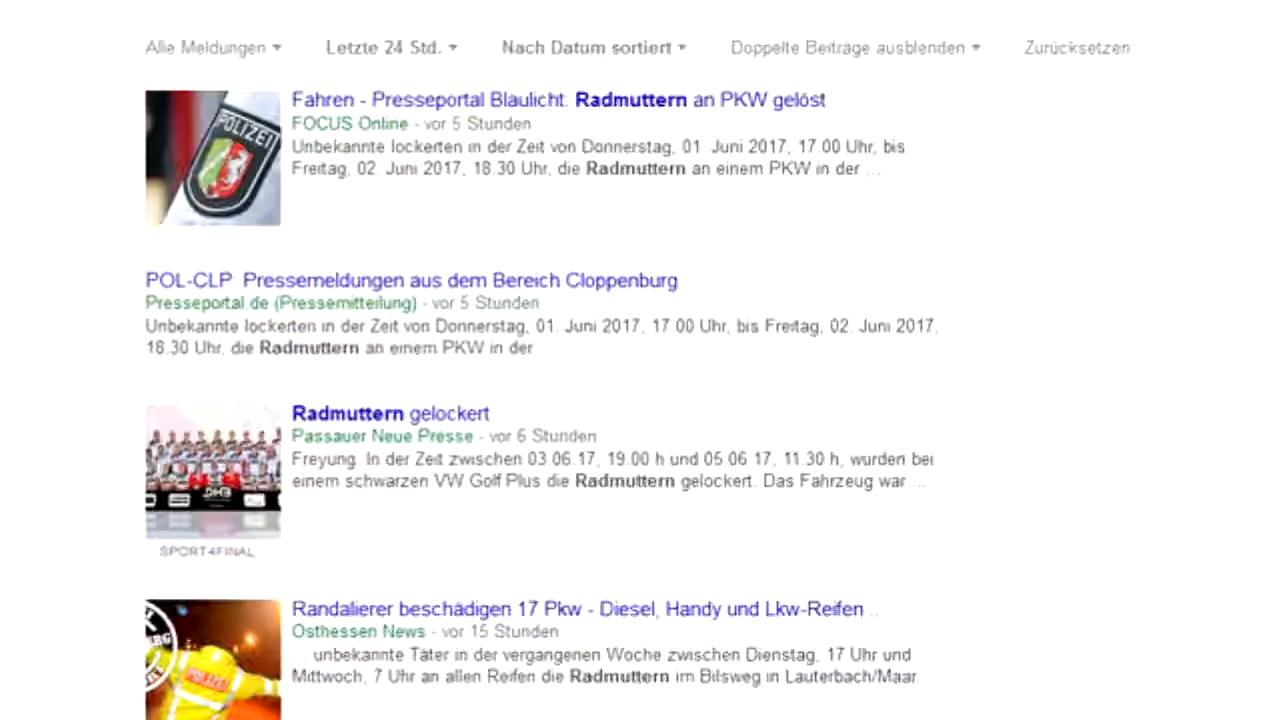 Alle Meldungen Letzte 24 Std. Nach Datum sortiert Doppelte Beiträge ausblenden Zurücksetzen
Fahren - Presseportal Blaulicht: Radmuttern an PKW gelöst
FOCUS Online - vor 5 Stunden
Unbekannte lockerten in der Zeit von Donnerstag, 01. Juni 2017, 17.00 Uhr, bis
Freitag, 02. Juni 2017, 18.30 Uhr, die Radmuttern an einem PKW in der ...
POLIZEI
POL-CLP: Pressemeldungen aus dem Bereich Cloppenburg
Presseportal.de (Pressemitteilung) - vor 5 Stunden
Unbekannte lockerten in der Zeit von Donnerstag, 01. Juni 2017, 17.00 Uhr, bis Freitag, 02. Juni 2017,
18.30 Uhr, die Radmuttern an einem PKW in der
Radmuttern gelockert
Passauer Neue Presse - vor 6 Stunden
Freyung. In der Zeit zwischen 03.06.17, 19.00 h und 05.06.17, 11.30 h, wurden bei
einem schwarzen VW Golf Plus die Radmuttern gelockert. Das Fahrzeug war ...
DHB
SPORT4FINAL
Randalierer beschädigen 17 Pkw - Diesel, Handy und Lkw-Reifen ...
Osthessen News - vor 15 Stunden
... unbekannte Täter in der vergangenen Woche zwischen Dienstag, 17 Uhr und
Mittwoch, 7 Uhr an allen Reifen die Radmuttern im Bilsweg in Lauterbach/Maar.
POLIZEI